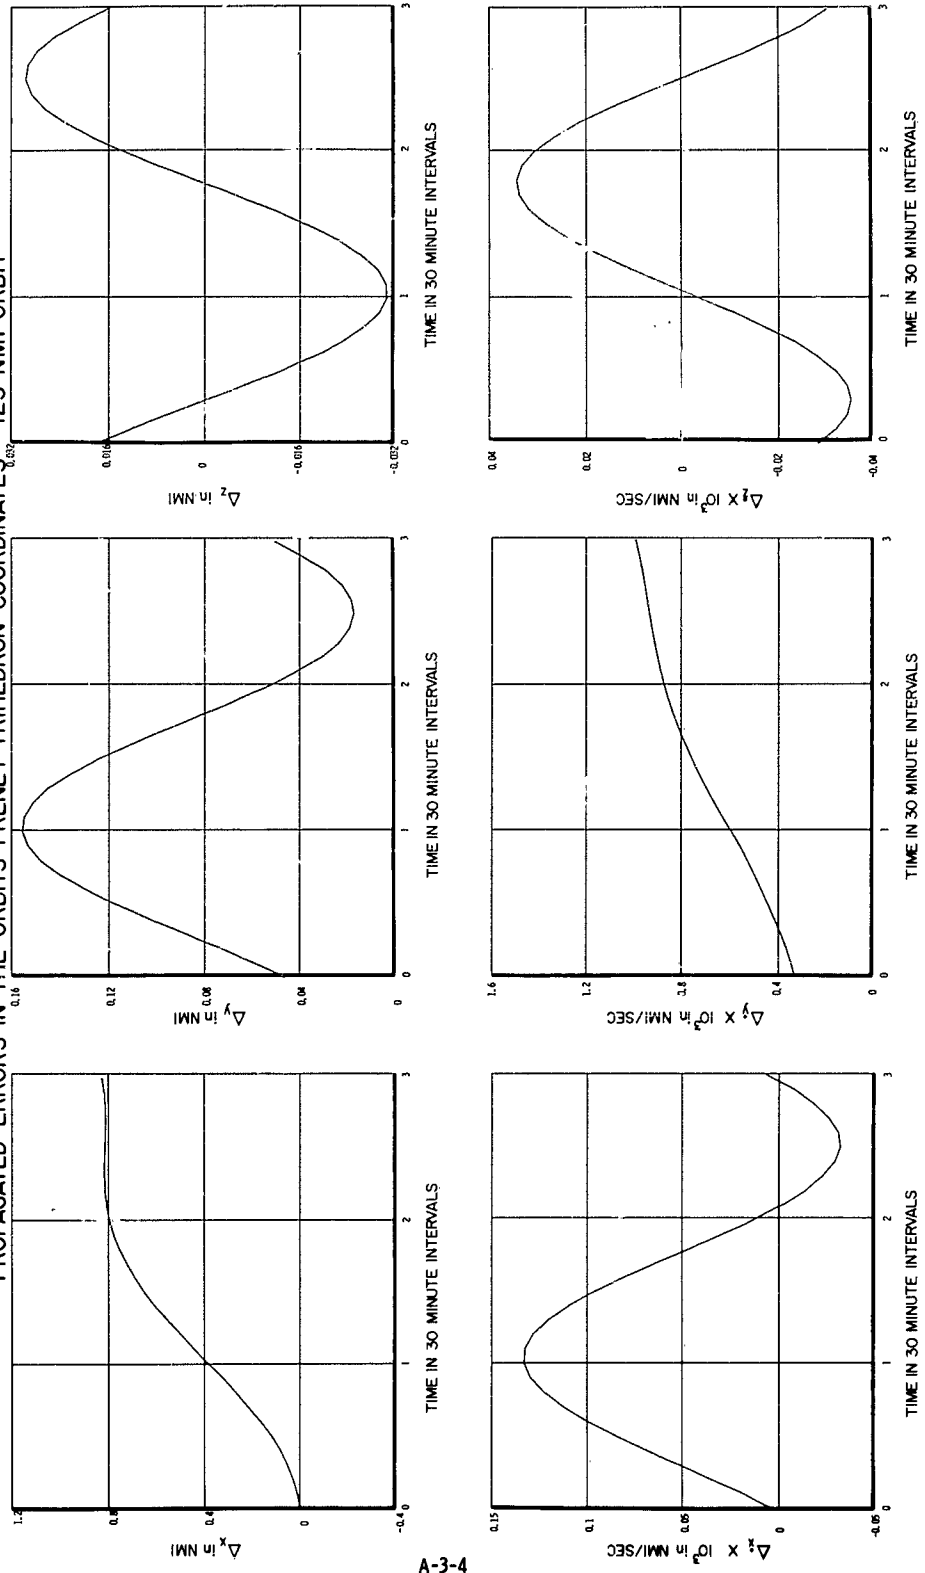 PROPAGATED ERRORS IN THE ORBITS FRENET TRIHEDRON COORDINATES 125 NMI ORBIT
Δx in NMI
1.2
0.8
0.4
0
-0.4
0 1 2 3
TIME IN 30 MINUTE INTERVALS
Δy in NMI
0.16
0.12
0.08
0.04
0
0 1 2 3
TIME IN 30 MINUTE INTERVALS
Δz in NMI
0.032
0.016
0
-0.016
-0.032
0 1 2 3
TIME IN 30 MINUTE INTERVALS
Δẋ X 10³ in NMI/SEC
0.15
0.1
0.05
0
-0.05
0 1 2 3
TIME IN 30 MINUTE INTERVALS
Δẏ X 10³ in NMI/SEC
1.6
1.2
0.4
0
0 1 2 3
TIME IN 30 MINUTE INTERVALS
Δż X 10³ in NMI/SEC
0.04
0.02
0
-0.02
-0.04
0 1 2 3
TIME IN 30 MINUTE INTERVALS
A-3-4